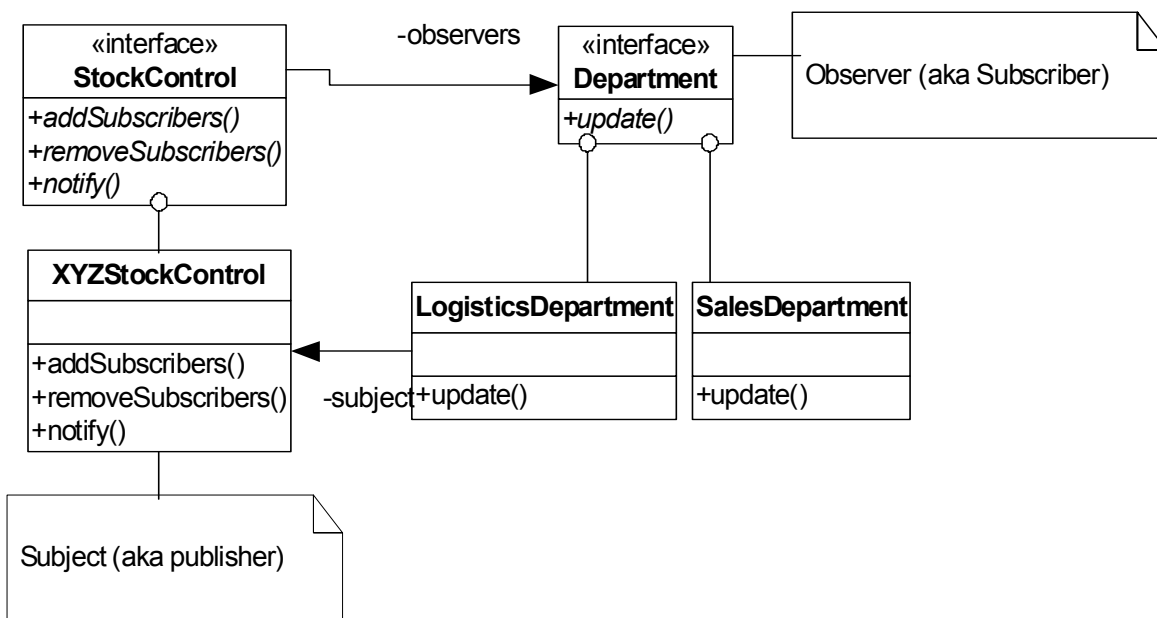 «interface»
StockControl
+addSubscribers()
+removeSubscribers()
+notify()
-observers
«interface»
Department
+update()
Observer (aka Subscriber)
XYZStockControl
+addSubscribers()
+removeSubscribers()
+notify()
-subject
LogisticsDepartment
+update()
SalesDepartment
+update()
Subject (aka publisher)